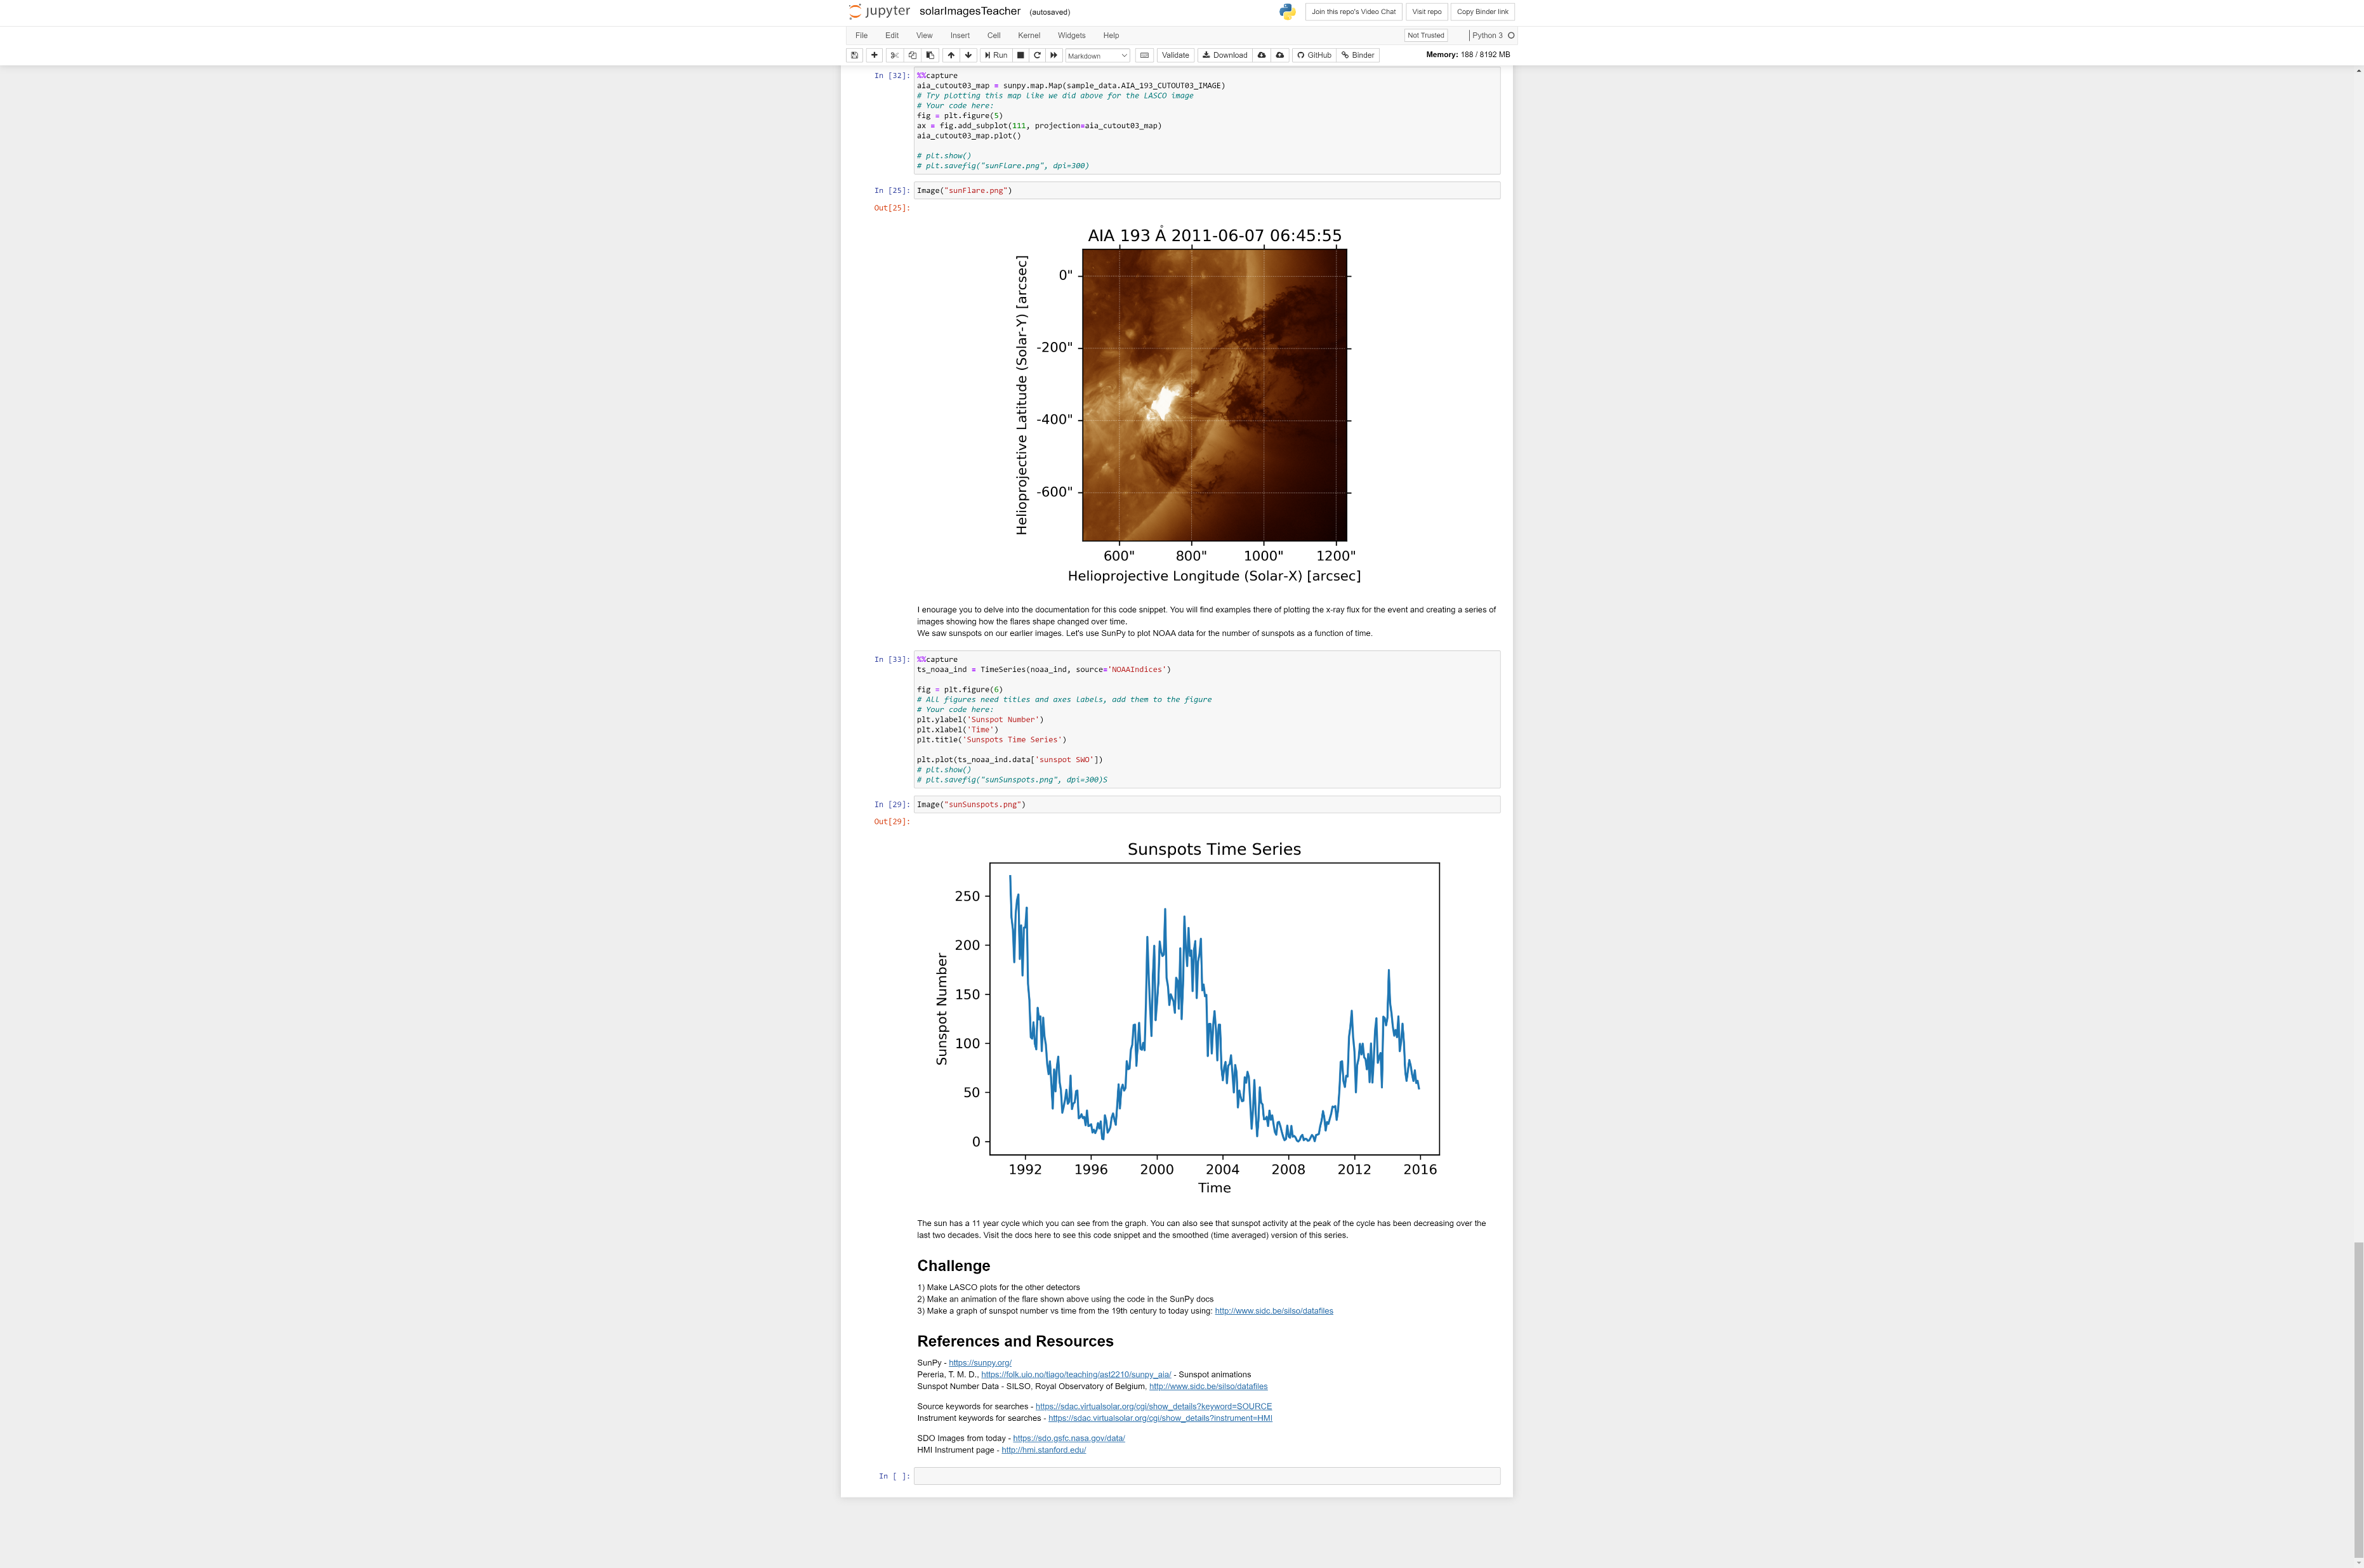 jupyter solarImagesTeacher (autosaved)
Join this repo's Video Chat Visit repo Copy Binder link
File Edit View Insert Cell Kernel Widgets Help
Not Trusted Python 3
Run Markdown Validate Download GitHub Binder Memory: 188 / 8192 MB
In [32]: %%capture
aia_cutout03_map = sunpy.map.Map(sample_data.AIA_193_CUTOUT03_IMAGE)
# Try plotting this map like we did above for the LASCO image
# Your code here:
fig = plt.figure(5)
ax = fig.add_subplot(111, projection=aia_cutout03_map)
aia_cutout03_map.plot()
# plt.show()
# plt.savefig("sunFlare.png", dpi=300)
In [25]: Image("sunFlare.png")
Out[25]:
AIA 193 Å 2011-06-07 06:45:55
Helioprojective Latitude (Solar-Y) [arcsec]
0"
-200"
-400"
-600"
600" 800" 1000" 1200"
Helioprojective Longitude (Solar-X) [arcsec]
I enourage you to delve into the documentation for this code snippet. You will find examples there of plotting the x-ray flux for the event and creating a series of
images showing how the flares shape changed over time.
We saw sunspots on our earlier images. Let's use SunPy to plot NOAA data for the number of sunspots as a function of time.
In [33]: %%capture
ts_noaa_ind = TimeSeries(noaa_ind, source='NOAAIndices')
fig = plt.figure(6)
# All figures need titles and axes labels, add them to the figure
# Your code here:
plt.ylabel('Sunspot Number')
plt.xlabel('Time')
plt.title('Sunspots Time Series')
plt.plot(ts_noaa_ind.data['sunspot SWO'])
# plt.show()
# plt.savefig("sunSunspots.png", dpi=300)S
In [29]: Image("sunSunspots.png")
Out[29]:
Sunspots Time Series
Sunspot Number
250
200
150
100
50
0
1992 1996 2000 2004 2008 2012 2016
Time
The sun has a 11 year cycle which you can see from the graph. You can also see that sunspot activity at the peak of the cycle has been decreasing over the
last two decades. Visit the docs here to see this code snippet and the smoothed (time averaged) version of this series.
Challenge
1) Make LASCO plots for the other detectors
2) Make an animation of the flare shown above using the code in the SunPy docs
3) Make a graph of sunspot number vs time from the 19th century to today using: http://www.sidc.be/silso/datafiles
References and Resources
SunPy - https://sunpy.org/
Pereria, T. M. D., https://folk.uio.no/tiago/teaching/ast2210/sunpy_aia/ - Sunspot animations
Sunspot Number Data - SILSO, Royal Observatory of Belgium, http://www.sidc.be/silso/datafiles
Source keywords for searches - https://sdac.virtualsolar.org/cgi/show_details?keyword=SOURCE
Instrument keywords for searches - https://sdac.virtualsolar.org/cgi/show_details?instrument=HMI
SDO Images from today - https://sdo.gsfc.nasa.gov/data/
HMI Instrument page - http://hmi.stanford.edu/
In [ ]: